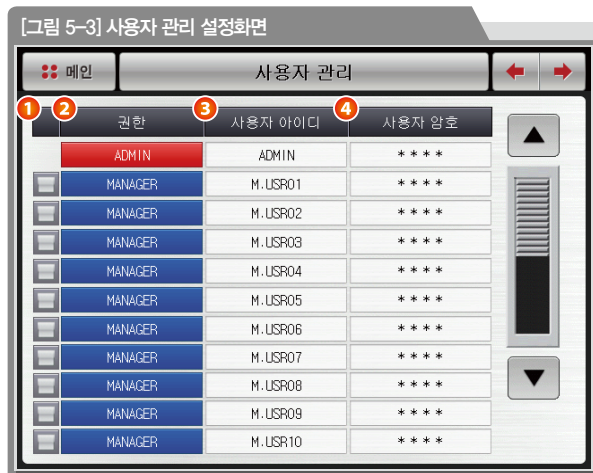 [그림 5-3] 사용자 관리 설정화면
메인 사용자 관리
1 2 권한 3 사용자 아이디 4 사용자 암호
ADMIN ADMIN ****
MANAGER M.USR01 ****
MANAGER M.USR02 ****
MANAGER M.USR03 ****
MANAGER M.USR04 ****
MANAGER M.USR05 ****
MANAGER M.USR06 ****
MANAGER M.USR07 ****
MANAGER M.USR08 ****
MANAGER M.USR09 ****
MANAGER M.USR10 ****